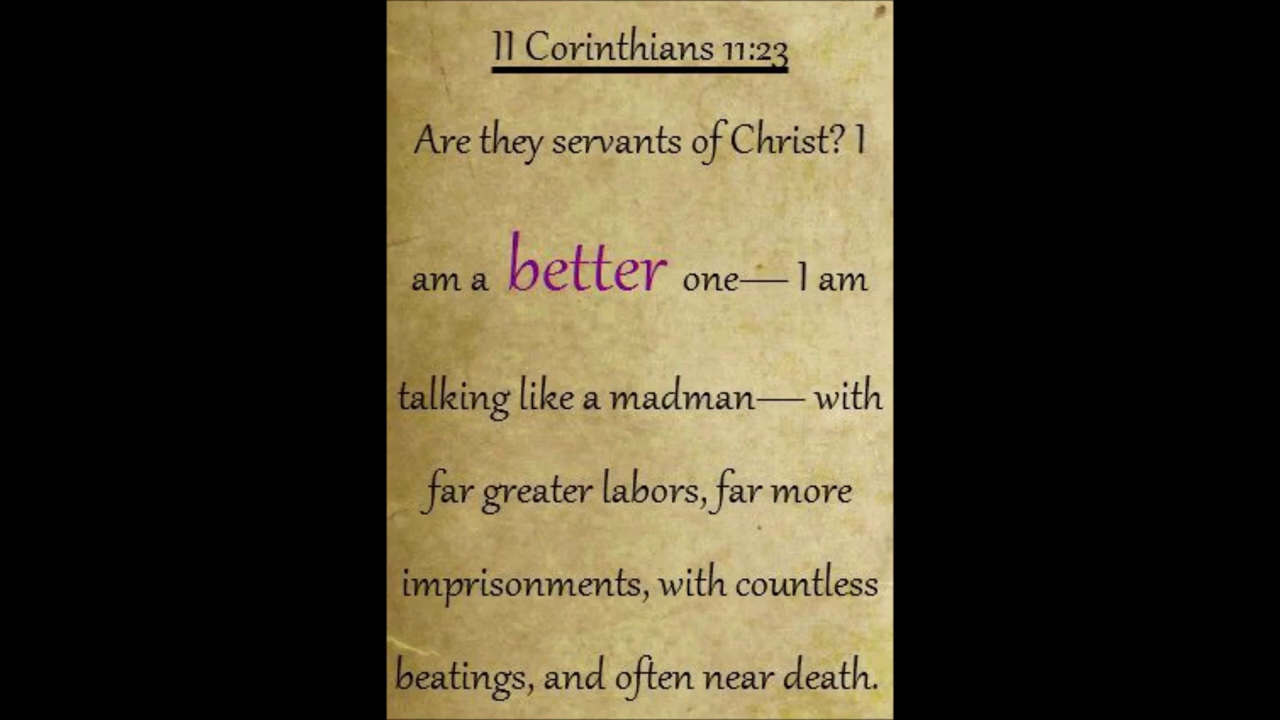 II Corinthians 11:23
Are they servants of Christ? I
am a better one— I am
talking like a madman— with
far greater labors, far more
imprisonments, with countless
beatings, and often near death.